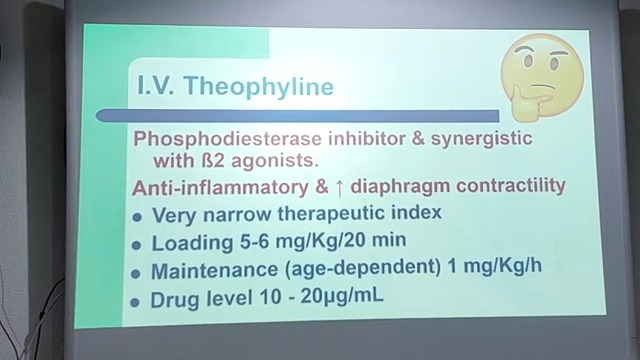 I.V. Theophyline
Phosphodiesterase inhibitor & synergistic
with ß2 agonists.
Anti-inflammatory & ↑ diaphragm contractility
• Very narrow therapeutic index
• Loading 5-6 mg/Kg/20 min
• Maintenance (age-dependent) 1 mg/Kg/h
• Drug level 10 - 20µg/mL